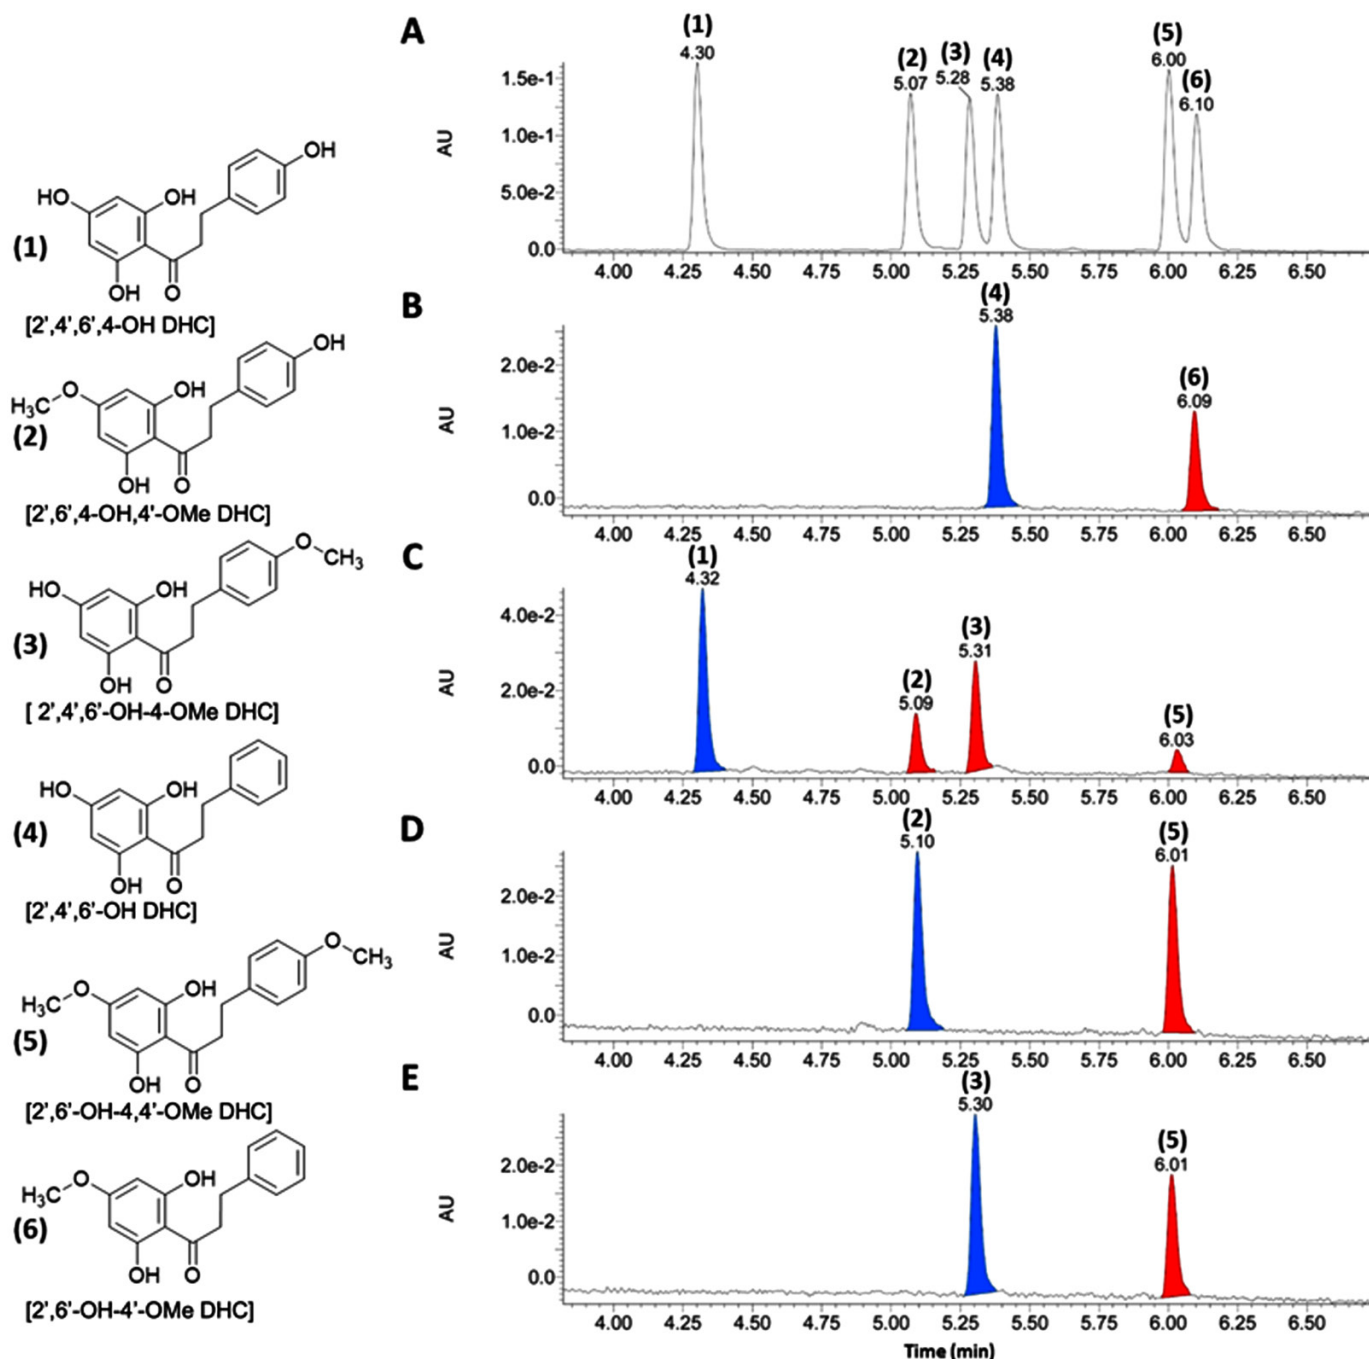 HO
OH
OH
(1)
OH
O
[2',4',6',4-OH DHC]
OH
H₃C
O
OH
(2)
OH
O
[2',6',4-OH,4'-OMe DHC]
O
CH₃
HO
OH
(3)
OH
O
[ 2',4',6'-OH-4-OMe DHC]
HO
OH
(4)
OH
O
[2',4',6'-OH DHC]
O
CH₃
H₃C
O
OH
(5)
OH
O
[2',6'-OH-4,4'-OMe DHC]
H₃C
O
OH
(6)
OH
O
[2',6'-OH-4'-OMe DHC]
A
(1) (2) (3) (4) (5) (6)
4.30 5.07 5.28 5.38 6.00 6.10
AU
1.5e-1
1.0e-1
5.0e-2
0.0
4.00 4.25 4.50 4.75 5.00 5.25 5.50 5.75 6.00 6.25 6.50
B
(4) (6)
5.38 6.09
AU
2.0e-2
1.0e-2
0.0
4.00 4.25 4.50 4.75 5.00 5.25 5.50 5.75 6.00 6.25 6.50
C
(1) (2) (3) (5)
4.32 5.09 5.31 6.03
AU
4.0e-2
2.0e-2
0.0
4.00 4.25 4.50 4.75 5.00 5.25 5.50 5.75 6.00 6.25 6.50
D
(2) (5)
5.10 6.01
AU
2.0e-2
1.0e-2
0.0
4.00 4.25 4.50 4.75 5.00 5.25 5.50 5.75 6.00 6.25 6.50
E
(3) (5)
5.30 6.01
AU
2.0e-2
1.0e-2
0.0
4.00 4.25 4.50 4.75 5.00 5.25 5.50 5.75 6.00 6.25 6.50
Time (min)